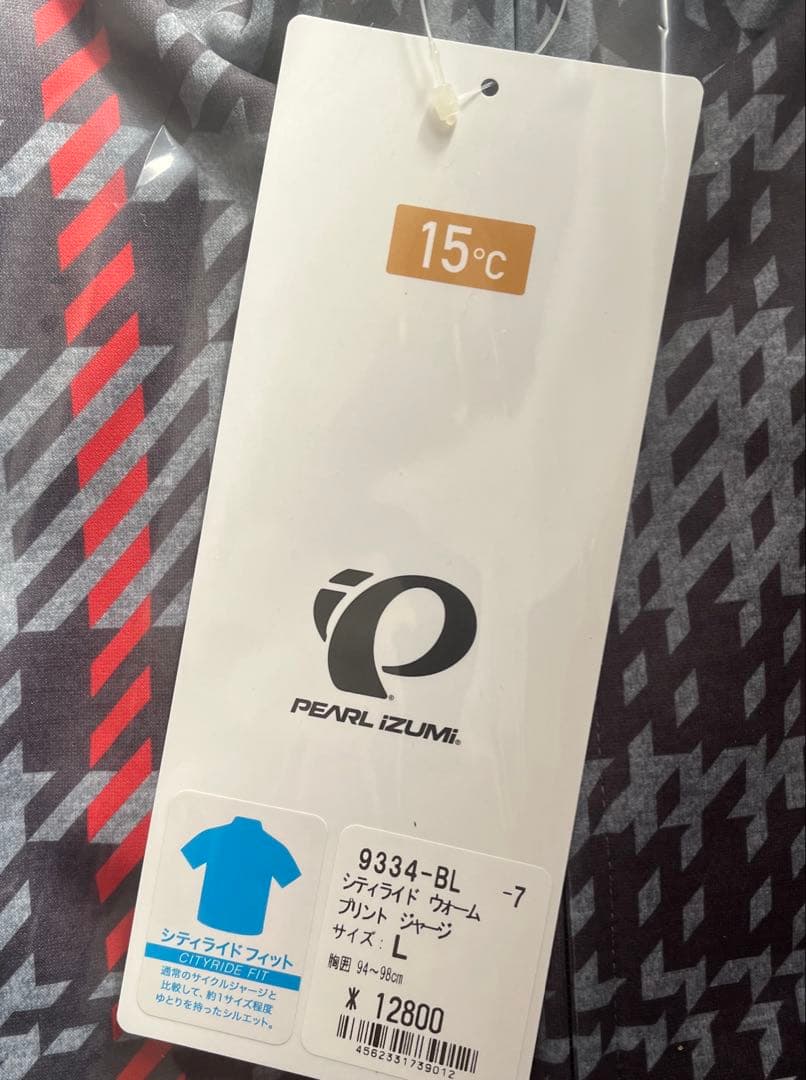 15°C
PEARL iZUMi®
シティライド フィット
CITYRIDE FIT
通常のサイクルジャージと
比較して、約1サイズ程度
ゆとりを持ったシルエット。
9334-BL -7
シティライド ウォーム
プリント ジャージ
サイズ: L
胸囲 94~98cm
¥ 12800
4562331739012